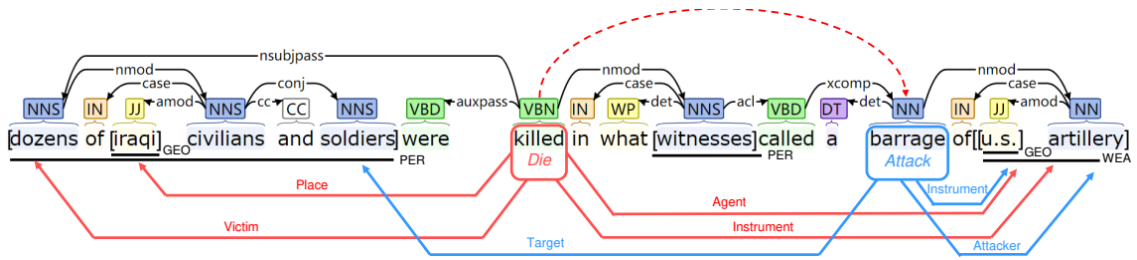 nsubjpass
nmod nmod nmod
case conj case xcomp case
NNS IN JJ amod NNS cc CC NNS VBD auxpass VBN IN WP det NNS acl VBD DT det NN IN JJ amod NN
[dozens of [iraqi] civilians and soldiers] were killed in what [witnesses] called a barrage of[[u.s.] artillery]
GEO PER Die PER Attack GEO WEA
Place Agent Instrument
Victim Instrument
Target Attacker